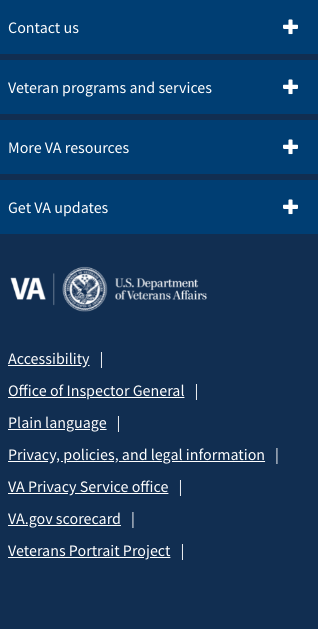 Contact us
Veteran programs and services
More VA resources
Get VA updates
VA | U.S. Department
of Veterans Affairs
Accessibility |
Office of Inspector General |
Plain language |
Privacy, policies, and legal information |
VA Privacy Service office |
VA.gov scorecard |
Veterans Portrait Project |